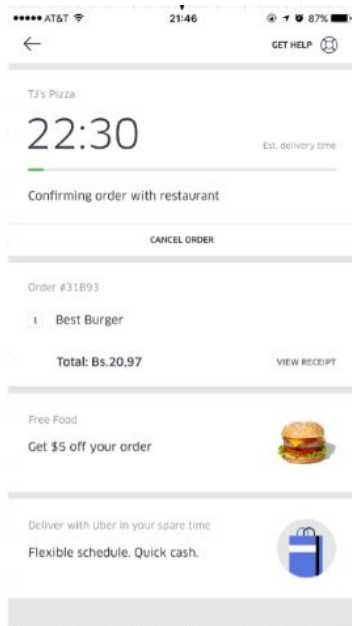 AT&T 21:46 87%
GET HELP
TJ's Pizza
22:30
Est. delivery time
Confirming order with restaurant
CANCEL ORDER
Order #31B93
1 Best Burger
Total: Bs.20,97 VIEW RECEIPT
Free Food
Get $5 off your order
Deliver with Uber in your spare time
Flexible schedule. Quick cash.